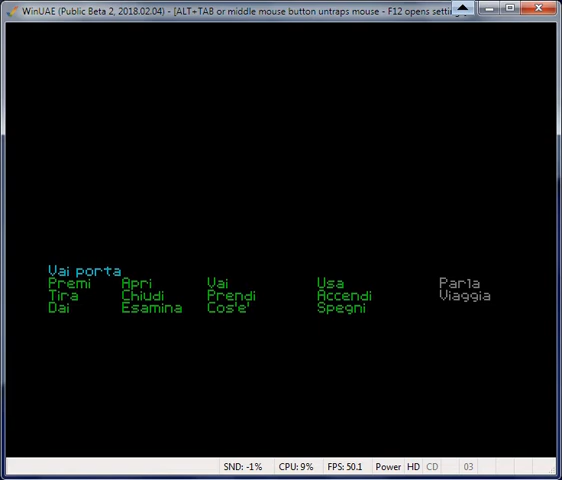 WinUAE (Public Beta 2, 2018.02.04) - [ALT+TAB or middle mouse button untraps mouse - F12 opens
Vai porta
Premi Apri Vai Usa Parla
Tira Chiudi Prendi Accendi Viaggia
Dai Esamina Cos'e' Spegni
SND: -1% CPU: 9% FPS: 50.1 Power HD CD 03